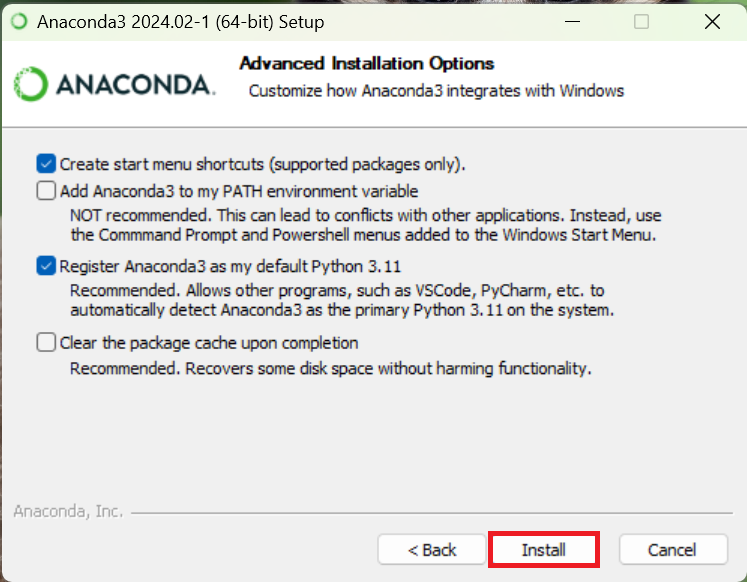 Anaconda3 2024.02-1 (64-bit) Setup
Advanced Installation Options
ANACONDA.
Customize how Anaconda3 integrates with Windows
Create start menu shortcuts (supported packages only).
Add Anaconda3 to my PATH environment variable
NOT recommended. This can lead to conflicts with other applications. Instead, use
the Commmand Prompt and Powershell menus added to the Windows Start Menu.
Register Anaconda3 as my default Python 3.11
Recommended. Allows other programs, such as VSCode, PyCharm, etc. to
automatically detect Anaconda3 as the primary Python 3.11 on the system.
Clear the package cache upon completion
Recommended. Recovers some disk space without harming functionality.
Anaconda, Inc.
< Back
Install
Cancel